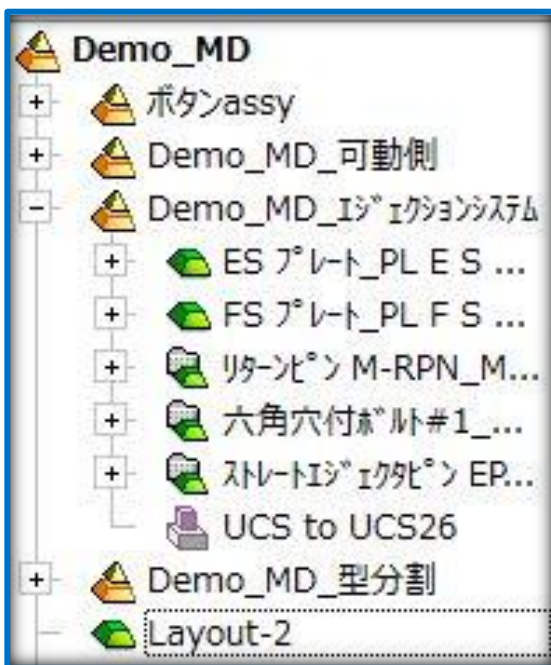 Demo_MD
ボタンassy
Demo_MD_可動側
Demo_MD_ｴｼﾞｪｸｼｮﾝｼｽﾃﾑ
ES ﾌﾟﾚｰﾄ_PL E S ...
FS ﾌﾟﾚｰﾄ_PL F S ...
ﾘﾀｰﾝﾋﾟﾝ M-RPN_M...
六角穴付ﾎﾞﾙﾄ#1_...
ｽﾄﾚｰﾄｴｼﾞｪｸﾀﾋﾟﾝ EP...
UCS to UCS26
Demo_MD_型分割
Layout-2